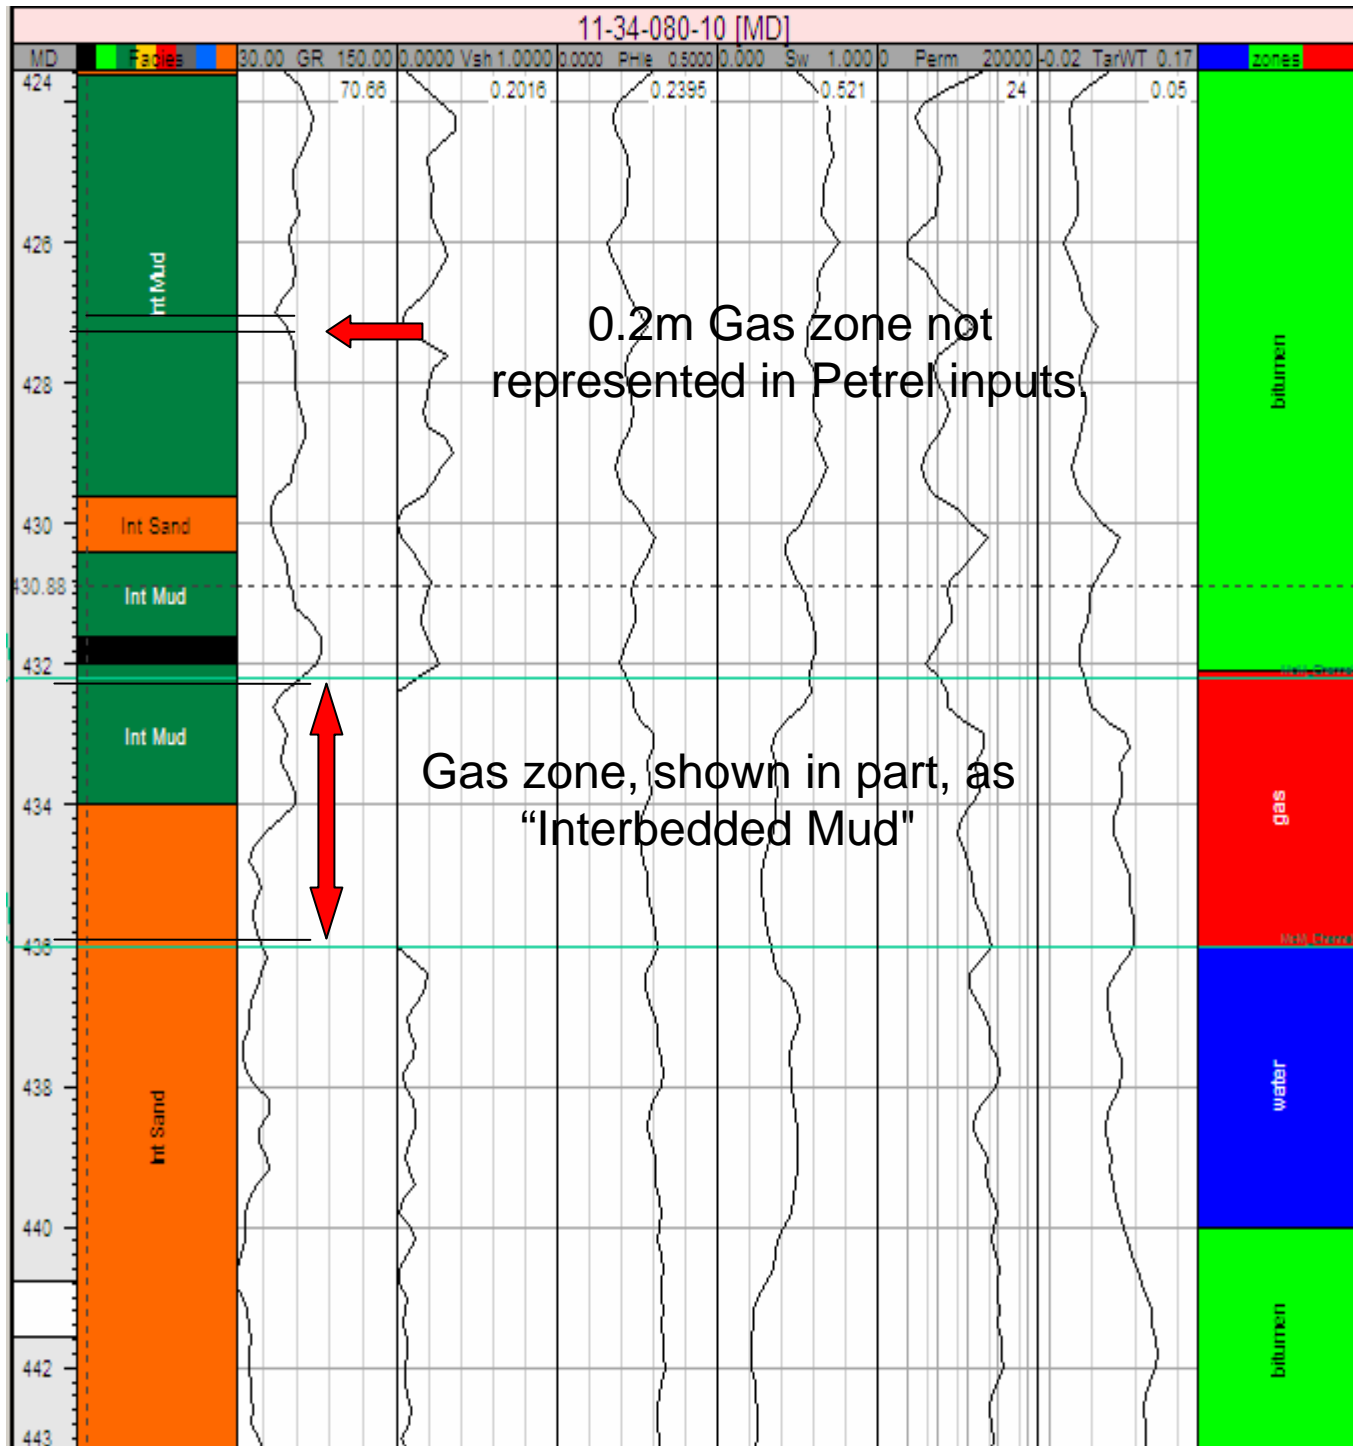 11-34-080-10 [MD]
MD Facies 30.00 GR 150.00 0.0000 Vsh 1.0000 0.0000 PHIe 0.5000 0.000 Sw 1.000 0 Perm 20000 -0.02 TarWT 0.17 zones
424 70.66 0.2016 0.2395 0.521 24 0.05
426
Int Mud
0.2m Gas zone not
represented in Petrel inputs.
428
bitumen
430
Int Sand
430.88
Int Mud
432
Int Mud
Gas zone, shown in part, as
“Interbedded Mud"
434
gas
436
438
water
Int Sand
440
bitumen
442
443